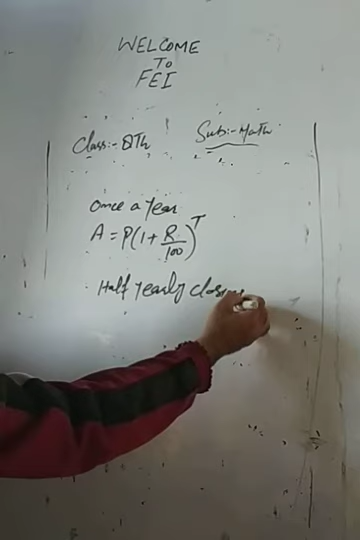 WELCOME
To
FEI
Class:- 8Th Sub:- Math
Once a year
A = P(1 + R/100)^T
Half yearly